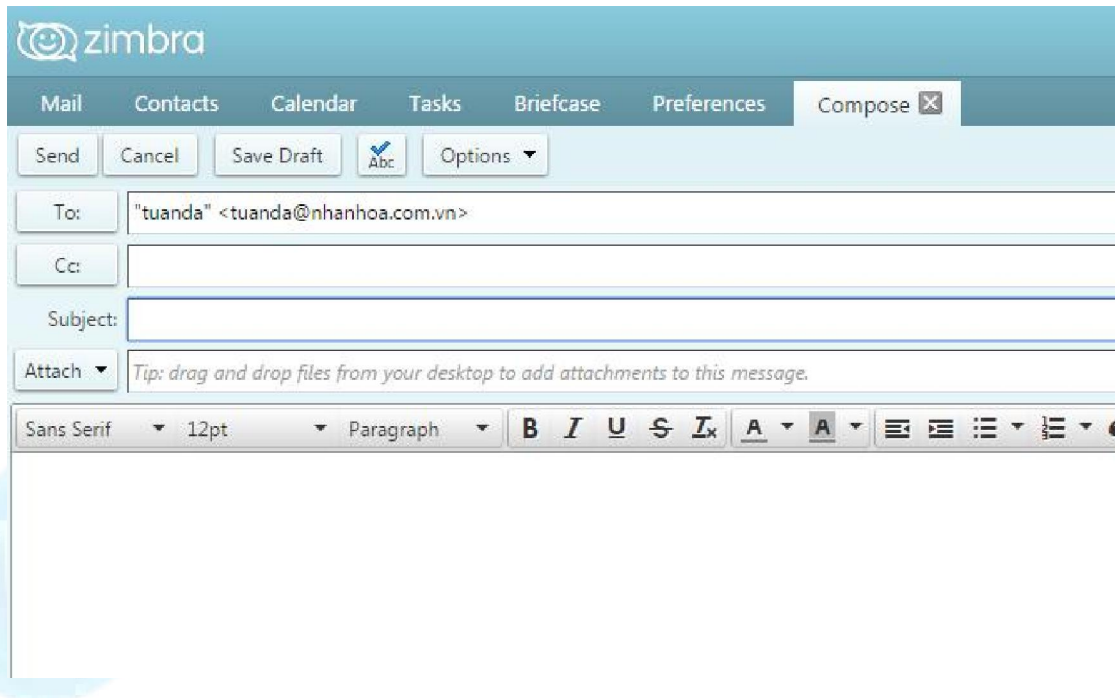 zimbra
Mail Contacts Calendar Tasks Briefcase Preferences Compose
Send Cancel Save Draft Abc Options
To: "tuanda" <tuanda@nhanhoa.com.vn>
Cc:
Subject:
Attach Tip: drag and drop files from your desktop to add attachments to this message.
Sans Serif 12pt Paragraph B I U S Tx A A